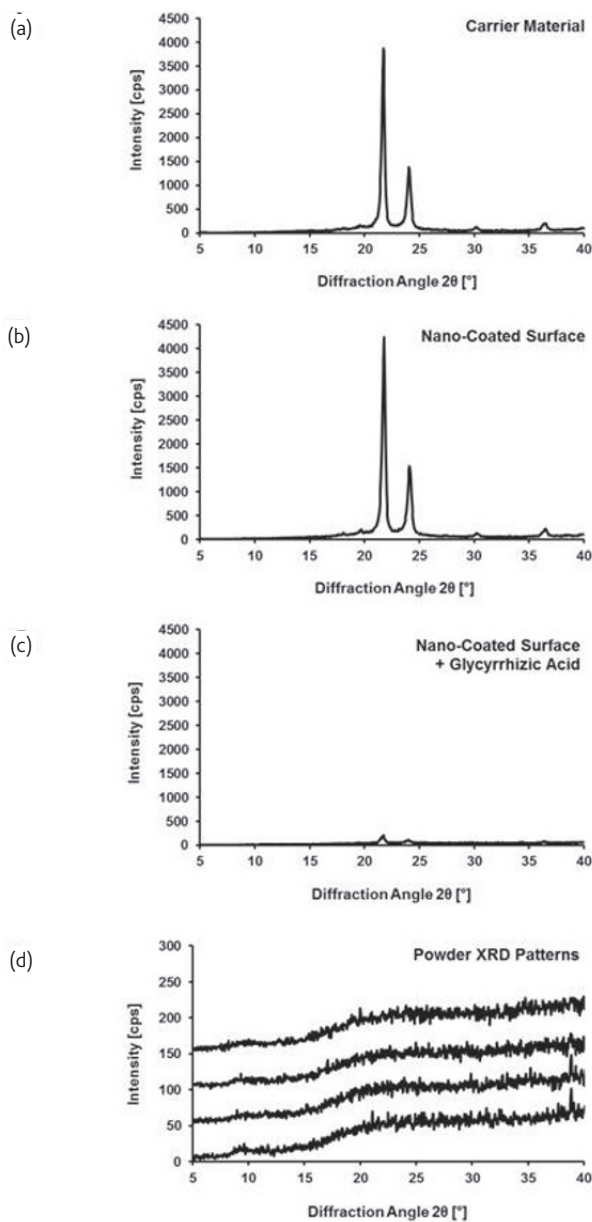 (a)
Carrier Material
Intensity [cps]
4500
4000
3500
3000
2500
2000
1500
1000
500
0
5 10 15 20 25 30 35 40
Diffraction Angle 2θ [°]
(b)
Nano-Coated Surface
Intensity [cps]
4500
4000
3500
3000
2500
2000
1500
1000
500
0
5 10 15 20 25 30 35 40
Diffraction Angle 2θ [°]
(c)
Nano-Coated Surface
+ Glycyrrhizic Acid
Intensity [cps]
4500
4000
3500
3000
2500
2000
1500
1000
500
0
5 10 15 20 25 30 35 40
Diffraction Angle 2θ [°]
(d)
Powder XRD Patterns
Intensity [cps]
300
250
200
150
100
50
0
5 10 15 20 25 30 35 40
Diffraction Angle 2θ [°]